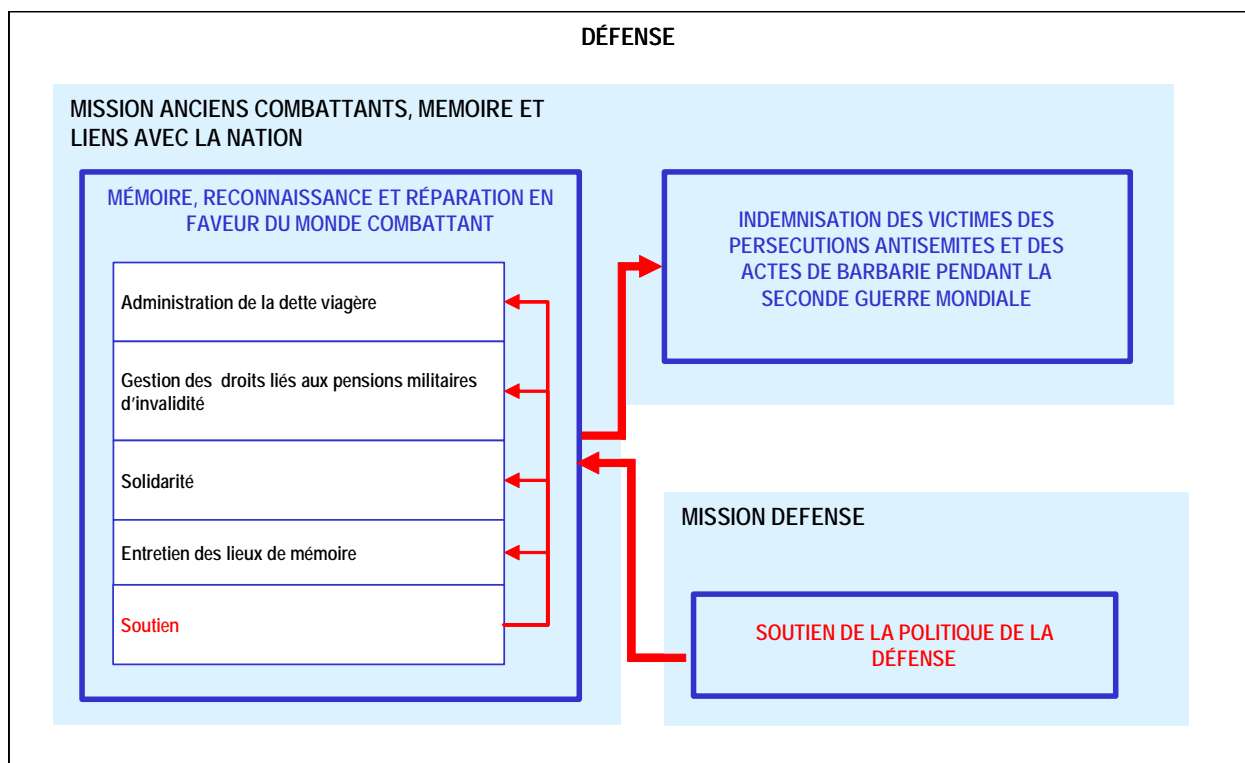 DÉFENSE
MISSION ANCIENS COMBATTANTS, MEMOIRE ET
LIENS AVEC LA NATION
MÉMOIRE, RECONNAISSANCE ET RÉPARATION EN
FAVEUR DU MONDE COMBATTANT
Administration de la dette viagère
Gestion des droits liés aux pensions militaires
d’invalidité
Solidarité
Entretien des lieux de mémoire
Soutien
INDEMNISATION DES VICTIMES DES
PERSECUTIONS ANTISEMITES ET DES
ACTES DE BARBARIE PENDANT LA
SECONDE GUERRE MONDIALE
MISSION DEFENSE
SOUTIEN DE LA POLITIQUE DE LA
DÉFENSE